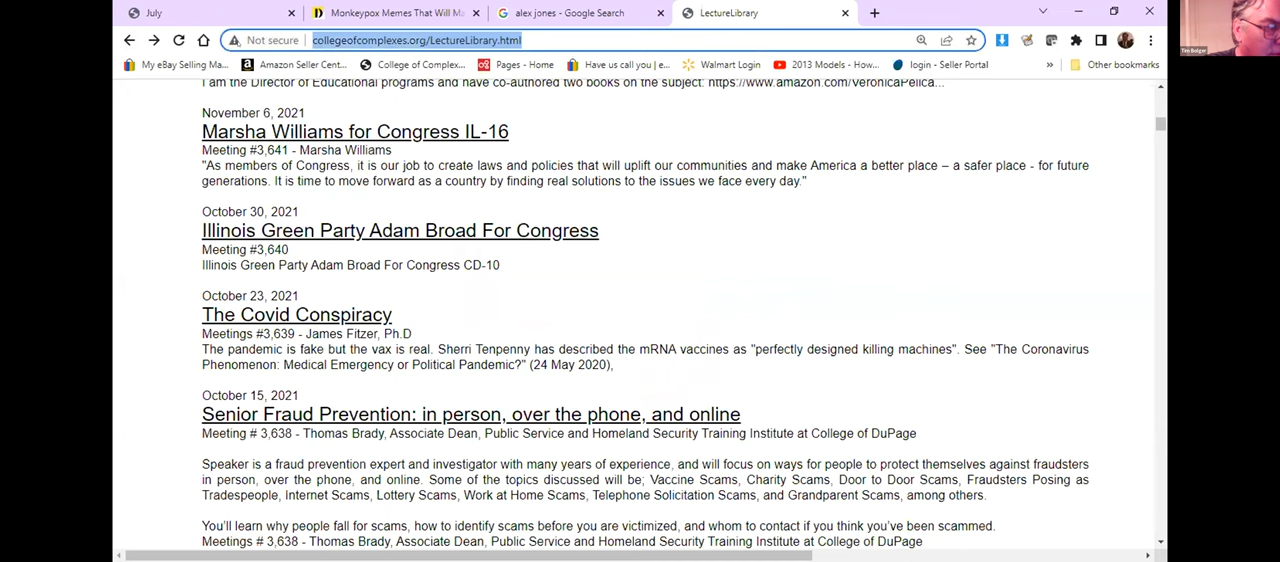 July
Monkeypox Memes That Will Ma
alex jones - Google Search
LectureLibrary
Not secure
collegeofcomplexes.org/LectureLibrary.html
My eBay Selling Ma...
Amazon Seller Cent...
College of Complex...
Pages - Home
Have us call you | e...
Walmart Login
2013 Models - How...
login - Seller Portal
»
Other bookmarks
Tim Bolger
I am the Director of Educational programs and have co-authored two books on the subject: https://www.amazon.com/VeronicaPelica...
November 6, 2021
Marsha Williams for Congress IL-16
Meeting #3,641 - Marsha Williams
"As members of Congress, it is our job to create laws and policies that will uplift our communities and make America a better place – a safer place - for future
generations. It is time to move forward as a country by finding real solutions to the issues we face every day."
October 30, 2021
Illinois Green Party Adam Broad For Congress
Meeting #3,640
Illinois Green Party Adam Broad For Congress CD-10
October 23, 2021
The Covid Conspiracy
Meetings #3,639 - James Fitzer, Ph.D
The pandemic is fake but the vax is real. Sherri Tenpenny has described the mRNA vaccines as "perfectly designed killing machines". See "The Coronavirus
Phenomenon: Medical Emergency or Political Pandemic?" (24 May 2020),
October 15, 2021
Senior Fraud Prevention: in person, over the phone, and online
Meeting # 3,638 - Thomas Brady, Associate Dean, Public Service and Homeland Security Training Institute at College of DuPage
Speaker is a fraud prevention expert and investigator with many years of experience, and will focus on ways for people to protect themselves against fraudsters
in person, over the phone, and online. Some of the topics discussed will be; Vaccine Scams, Charity Scams, Door to Door Scams, Fraudsters Posing as
Tradespeople, Internet Scams, Lottery Scams, Work at Home Scams, Telephone Solicitation Scams, and Grandparent Scams, among others.
You'll learn why people fall for scams, how to identify scams before you are victimized, and whom to contact if you think you've been scammed.
Meetings # 3,638 - Thomas Brady, Associate Dean, Public Service and Homeland Security Training Institute at College of DuPage